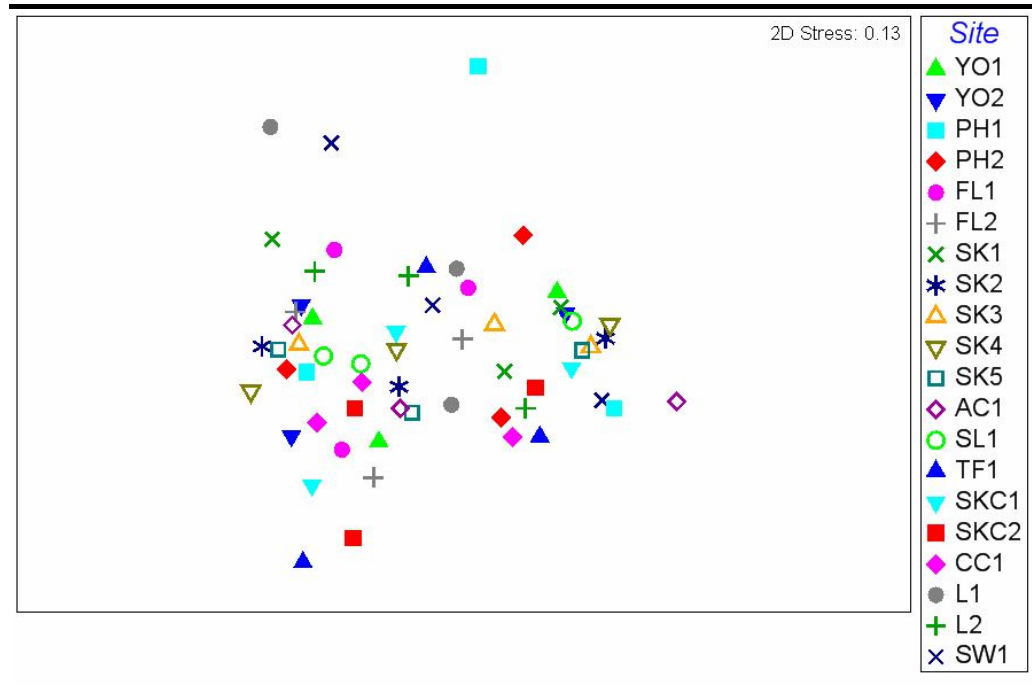 2D Stress: 0.13
Site
YO1
YO2
PH1
PH2
FL1
FL2
SK1
SK2
SK3
SK4
SK5
AC1
SL1
TF1
SKC1
SKC2
CC1
L1
L2
SW1